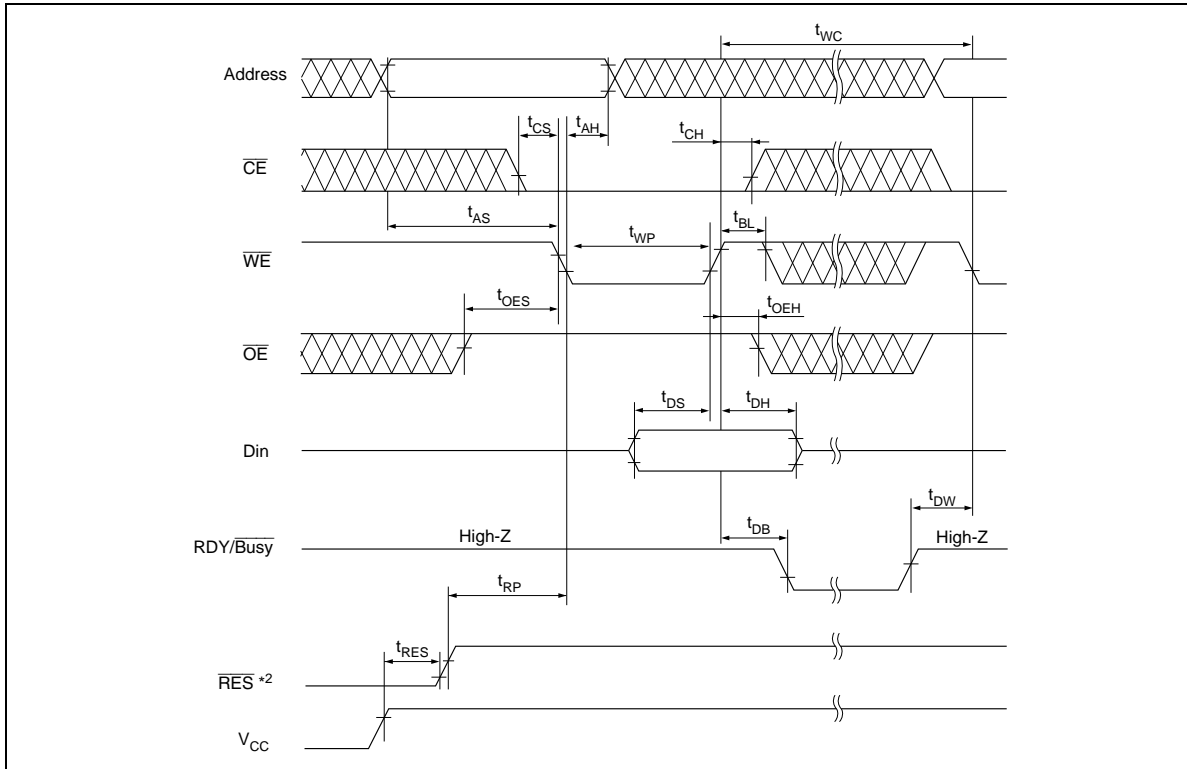 tWC
Address
tCS
tAH
tCH
CE
tAS
tWP
tBL
WE
tOES
tOEH
OE
tDS
tDH
Din
tDW
tDB
RDY/Busy
High-Z
High-Z
tRP
tRES
RES *2
VCC